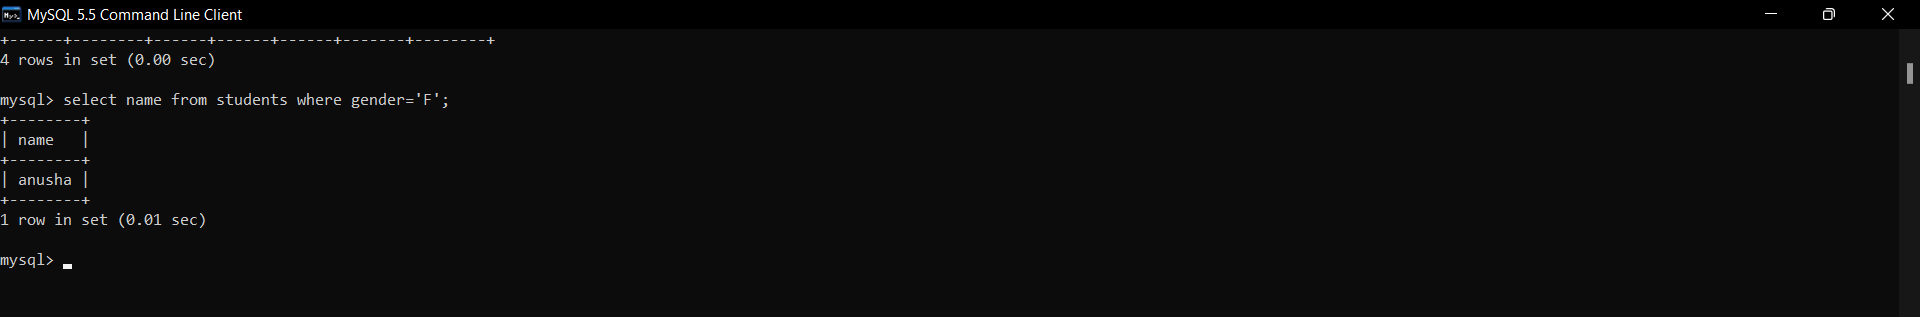 MySQL 5.5 Command Line Client
+------+--------+------+------+------+-------+--------+
4 rows in set (0.00 sec)
mysql> select name from students where gender='F';
+--------+
| name   |
+--------+
| anusha |
+--------+
1 row in set (0.01 sec)
mysql>